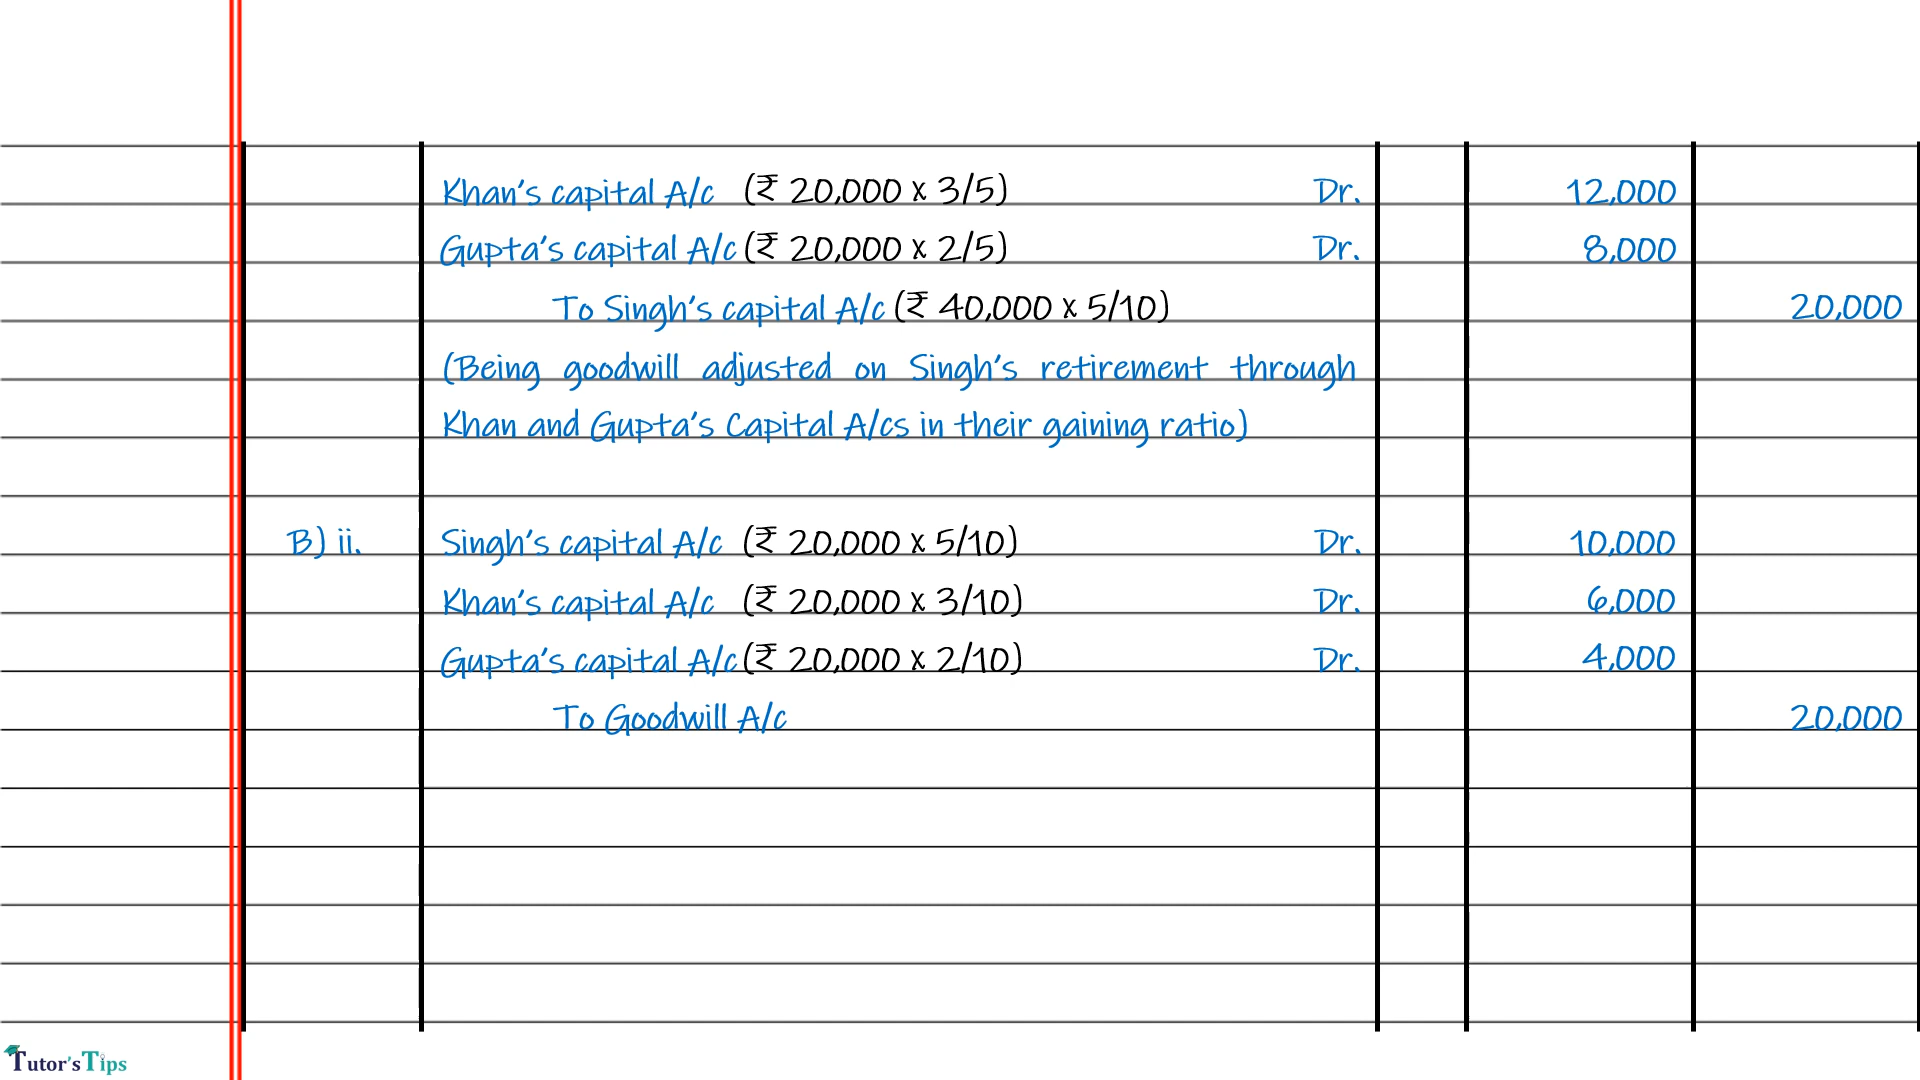 Khan's capital A/c (₹ 20,000 x 3/5) Dr. 12,000
Gupta's capital A/c (₹ 20,000 x 2/5) Dr. 8,000
To Singh's capital A/c (₹ 40,000 x 5/10) 20,000
(Being goodwill adjusted on Singh's retirement through
Khan and Gupta's Capital A/cs in their gaining ratio)
B) ii. Singh's capital A/c (₹ 20,000 x 5/10) Dr. 10,000
Khan's capital A/c (₹ 20,000 x 3/10) Dr. 6,000
Gupta's capital A/c (₹ 20,000 x 2/10) Dr. 4,000
To Goodwill A/c 20,000
Tutor'sTips